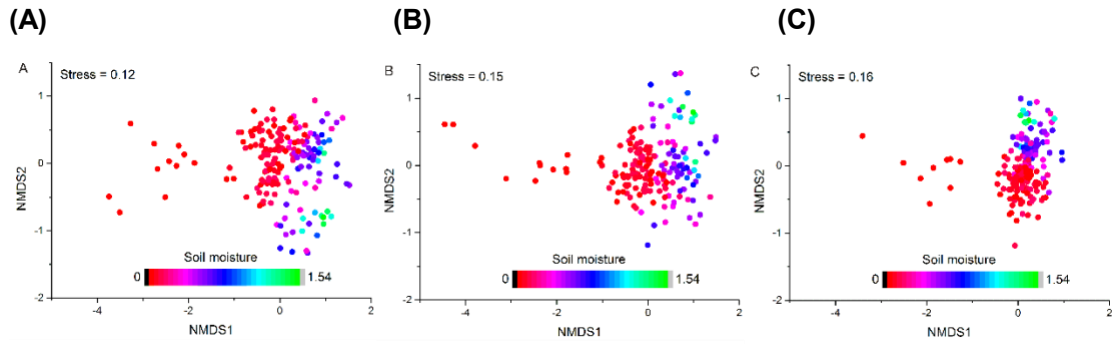 (A)
(B)
(C)
A
Stress = 0.12
1
0
-1
-2
NMDS2
Soil moisture
0
1.54
-4
-2
0
2
NMDS1
B
Stress = 0.15
1
0
-1
-2
NMDS2
Soil moisture
0
1.54
-4
-2
0
2
NMDS1
C
Stress = 0.16
1
0
-1
-2
NMDS2
Soil moisture
0
1.54
-4
-2
0
2
NMDS1